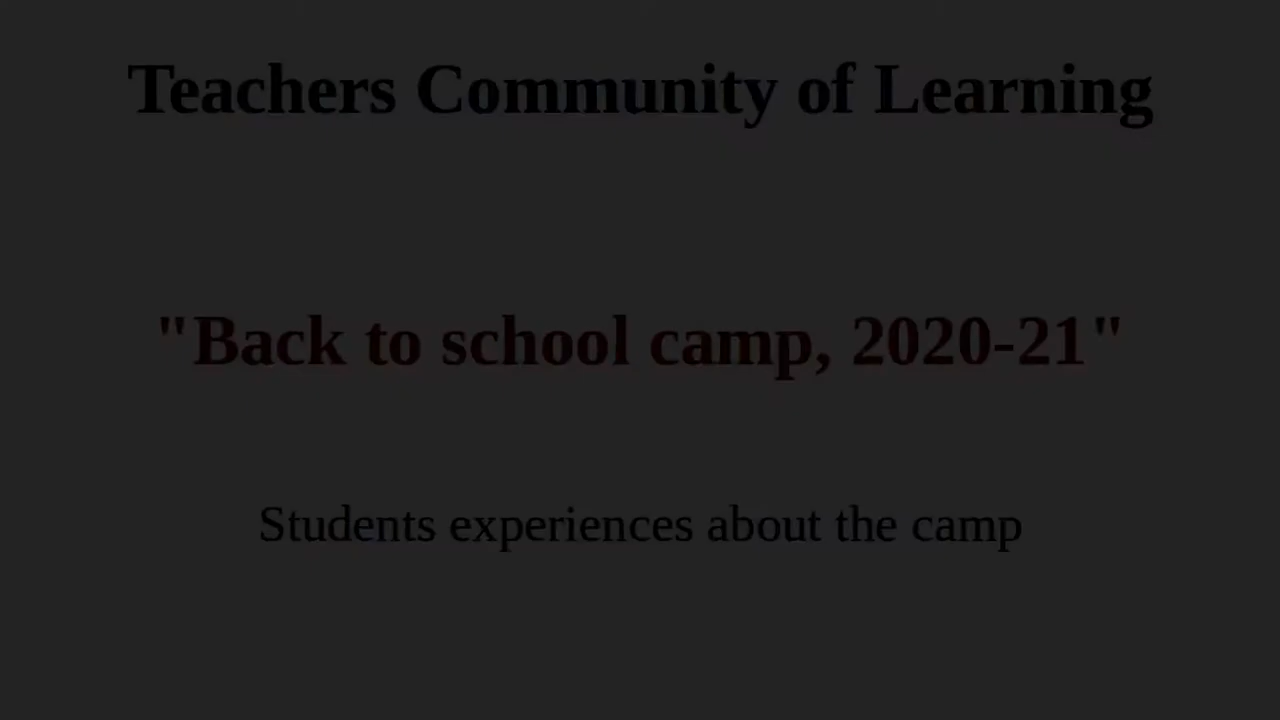 Teachers Community of Learning
"Back to school camp, 2020-21"
Students experiences about the camp